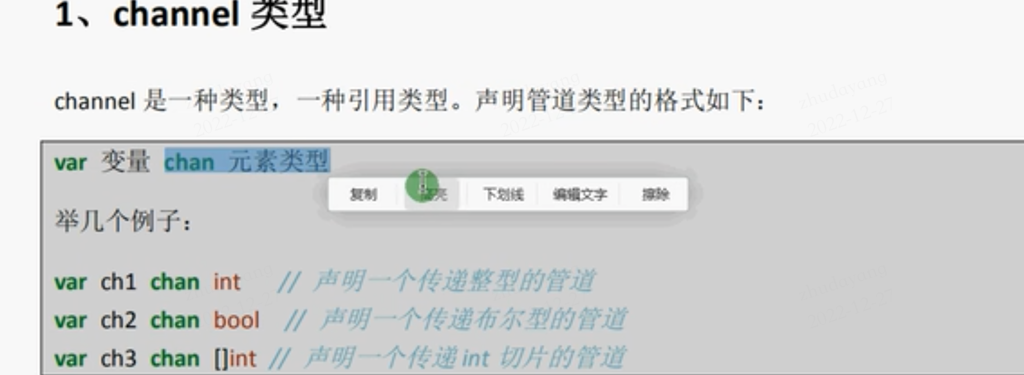 1、channel 类型
channel 是一种类型，一种引用类型。声明管道类型的格式如下：
var 变量 chan 元素类型
复制 高亮 下划线 编辑文字 擦除
举几个例子：
var ch1 chan int // 声明一个传递整型的管道
var ch2 chan bool // 声明一个传递布尔型的管道
var ch3 chan []int // 声明一个传递 int 切片的管道